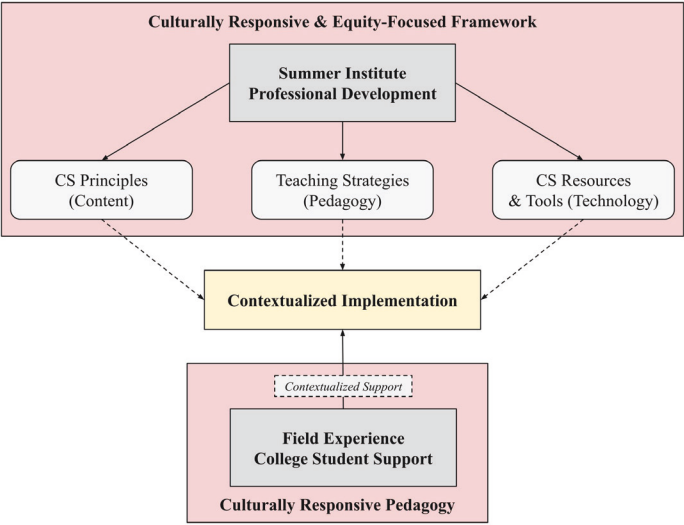 Culturally Responsive & Equity-Focused Framework
Summer Institute
Professional Development
CS Principles
(Content)
Teaching Strategies
(Pedagogy)
CS Resources
& Tools (Technology)
Contextualized Implementation
Contextualized Support
Field Experience
College Student Support
Culturally Responsive Pedagogy